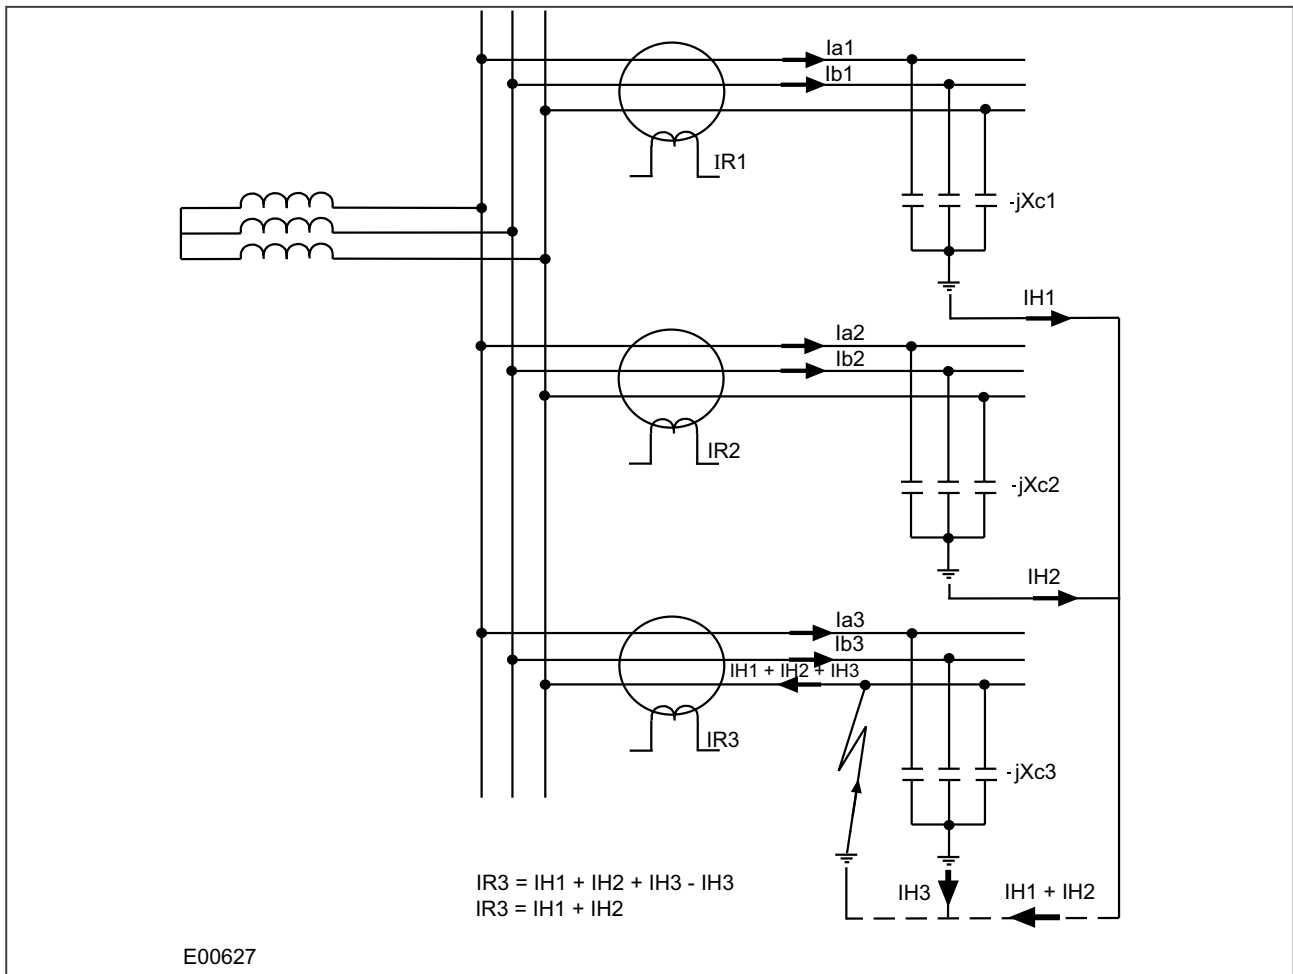 Ia1
Ib1
IR1
-jXc1
IH1
Ia2
Ib2
IR2
-jXc2
IH2
Ia3
Ib3
IH1 + IH2 + IH3
IR3
-jXc3
IR3 = IH1 + IH2 + IH3 - IH3
IR3 = IH1 + IH2
IH3
IH1 + IH2
E00627